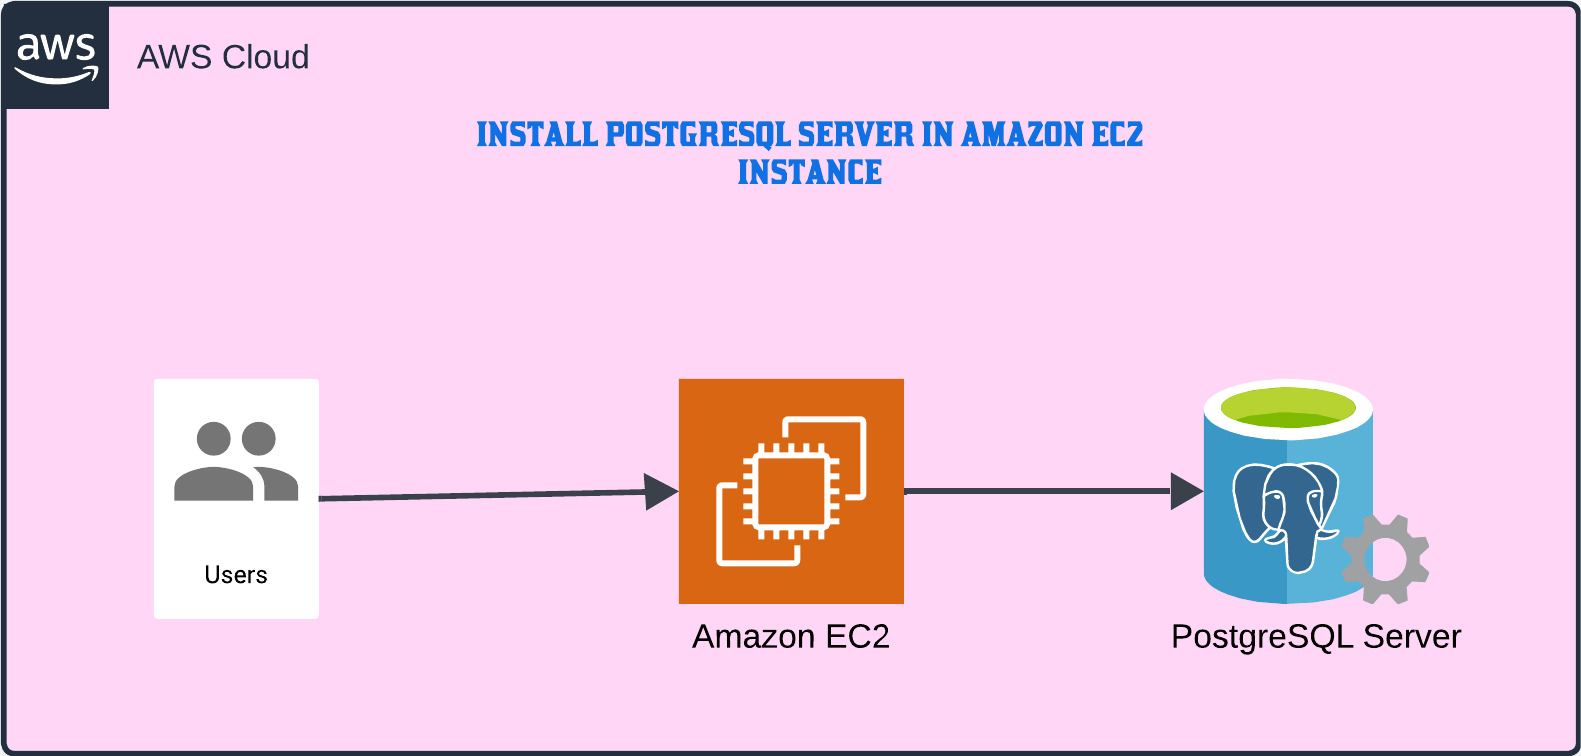 aws
AWS Cloud
INSTALL POSTGRESQL SERVER IN AMAZON EC2
INSTANCE
Users
Amazon EC2
PostgreSQL Server